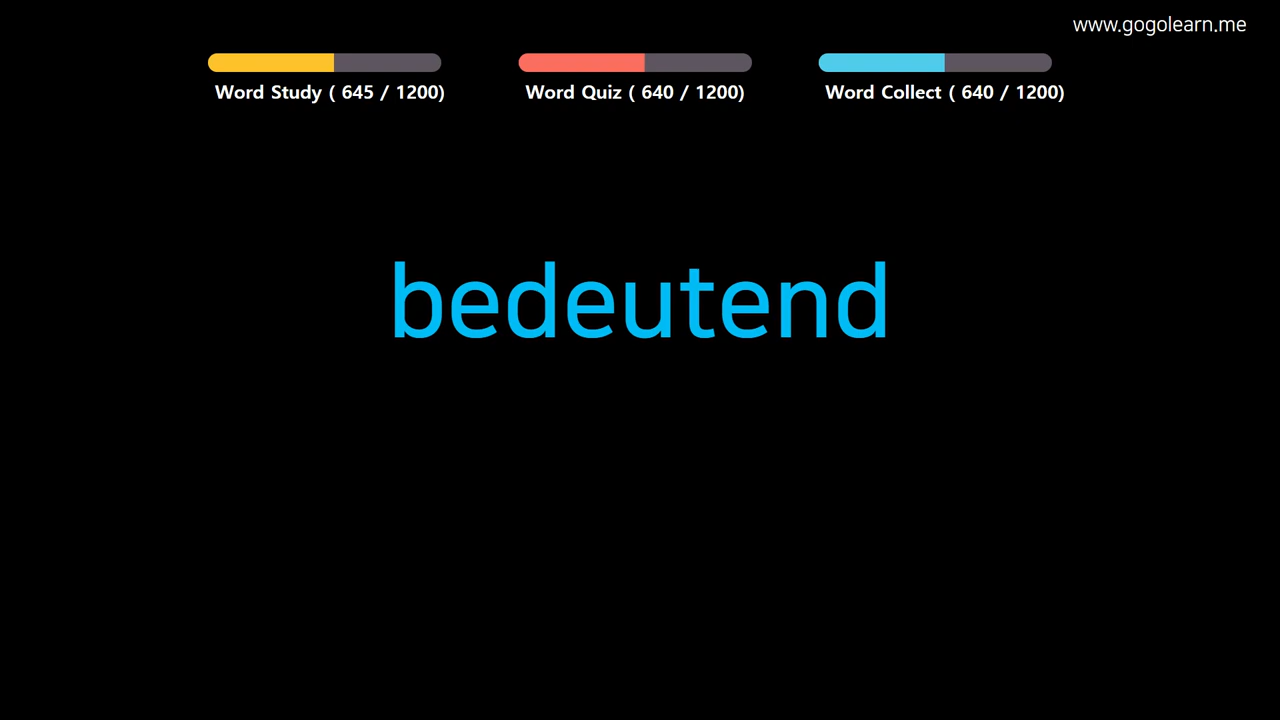 www.gogolearn.me
Word Study ( 645 / 1200)
Word Quiz ( 640 / 1200)
Word Collect ( 640 / 1200)
bedeutend